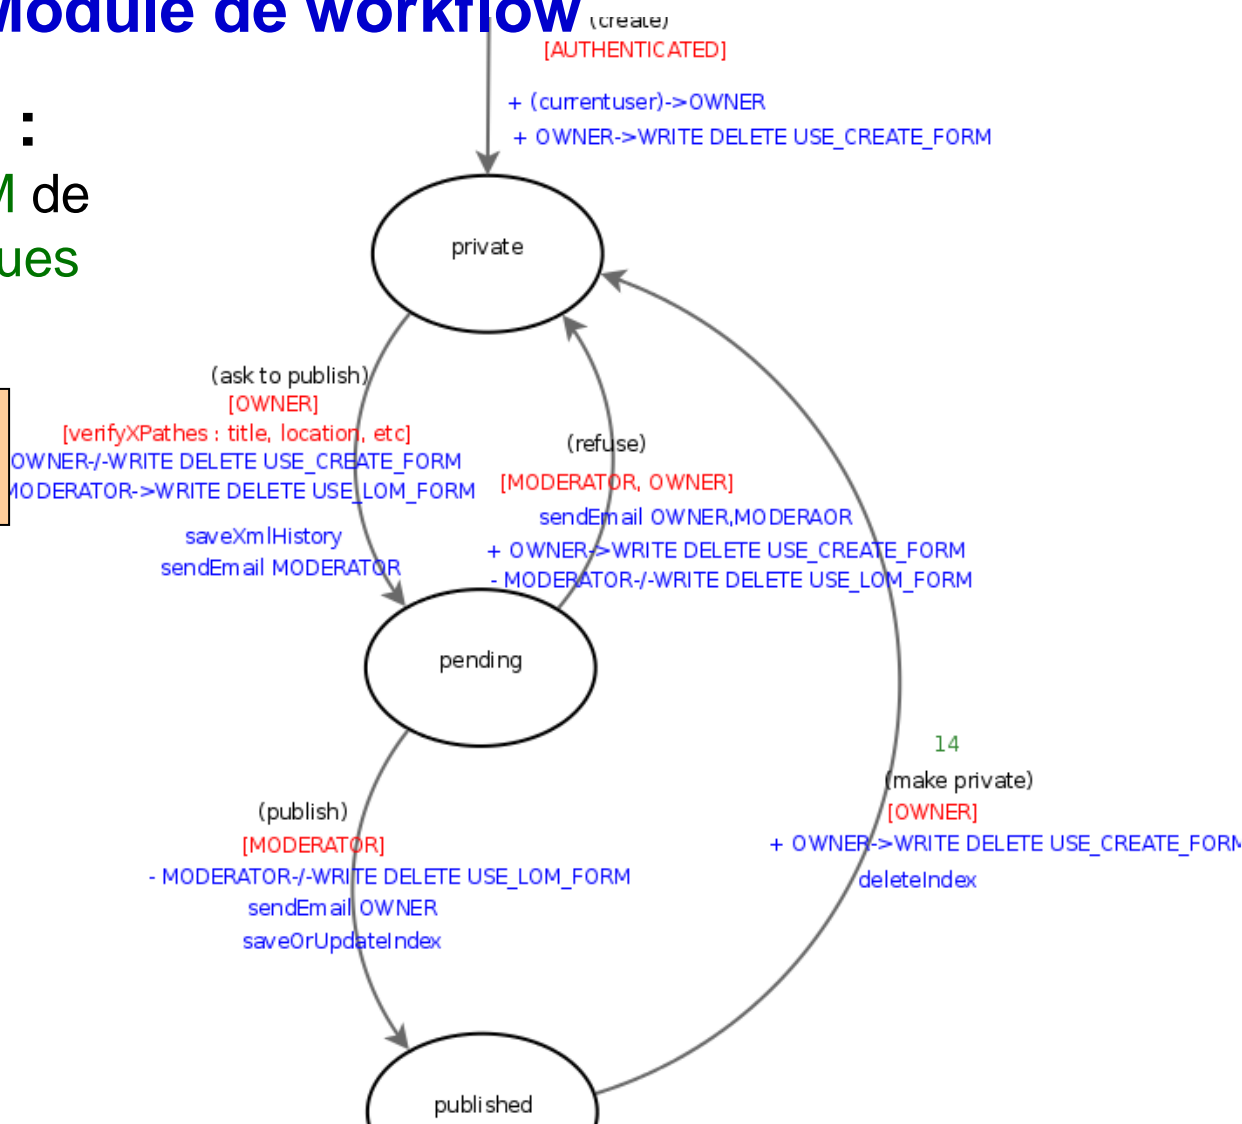 Module de workflow
(create)
[AUTHENTICATED]
+ (currentuser)->OWNER
+ OWNER->WRITE DELETE USE_CREATE_FORM
:
M de
ues
private
(ask to publish)
[OWNER]
[verifyXPathes : title, location, etc]
OWNER-/-WRITE DELETE USE_CREATE_FORM
MODERATOR->WRITE DELETE USE_LOM_FORM
saveXmlHistory
sendEmail MODERATOR
(refuse)
[MODERATOR, OWNER]
sendEmail OWNER,MODERAOR
+ OWNER->WRITE DELETE USE_CREATE_FORM
- MODERATOR-/-WRITE DELETE USE_LOM_FORM
pending
14
(make private)
[OWNER]
+ OWNER->WRITE DELETE USE_CREATE_FORM
deleteIndex
(publish)
[MODERATOR]
- MODERATOR-/-WRITE DELETE USE_LOM_FORM
sendEmail OWNER
saveOrUpdateIndex
published